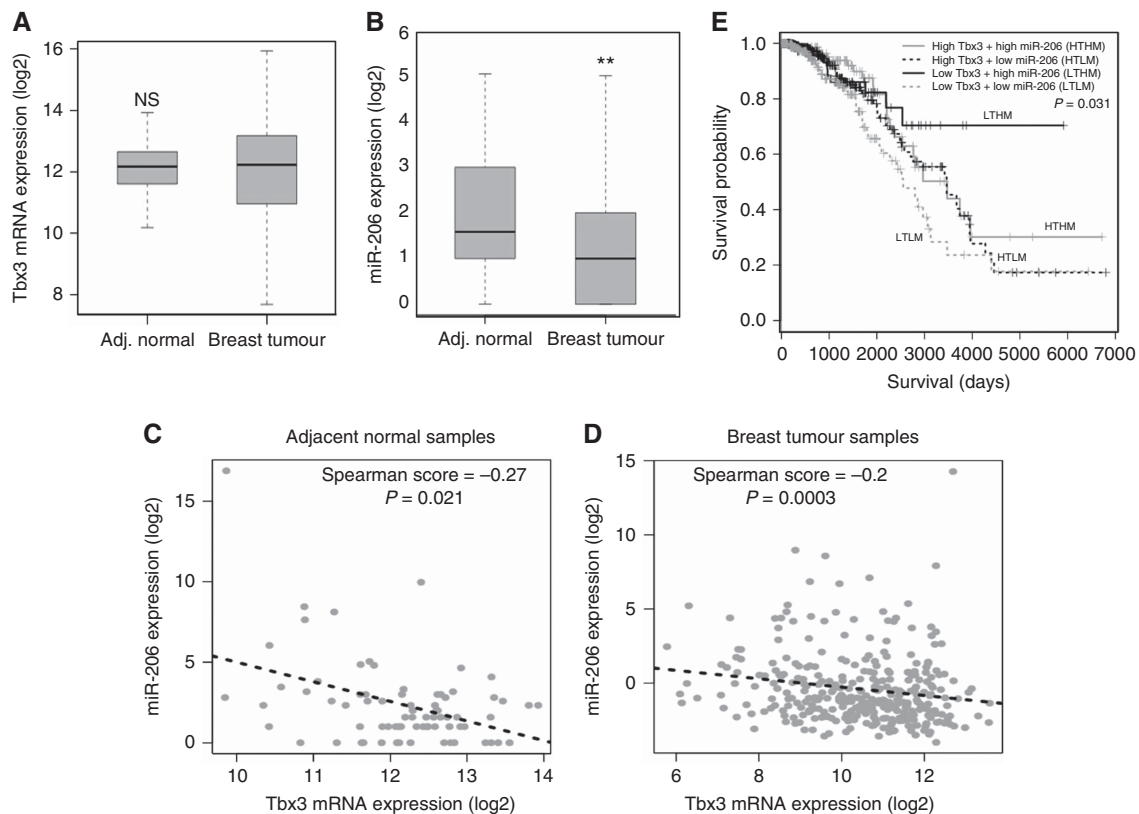 A
Tbx3 mRNA expression (log2)
16
14
12
10
8
NS
Adj. normal
Breast tumour
B
miR-206 expression (log2)
6
5
4
3
2
1
0
**
Adj. normal
Breast tumour
E
Survival probability
1.0
0.8
0.6
0.4
0.2
0.0
High Tbx3 + high miR-206 (HTHM)
High Tbx3 + low miR-206 (HTLM)
Low Tbx3 + high miR-206 (LTHM)
Low Tbx3 + low miR-206 (LTLM)
P = 0.031
LTHM
HTHM
LTLM
HTLM
0 1000 2000 3000 4000 5000 6000 7000
Survival (days)
C
Adjacent normal samples
Spearman score = –0.27
P = 0.021
miR-206 expression (log2)
15
10
5
0
10 11 12 13 14
Tbx3 mRNA expression (log2)
D
Breast tumour samples
Spearman score = –0.2
P = 0.0003
miR-206 expression (log2)
15
10
5
0
6 8 10 12
Tbx3 mRNA expression (log2)